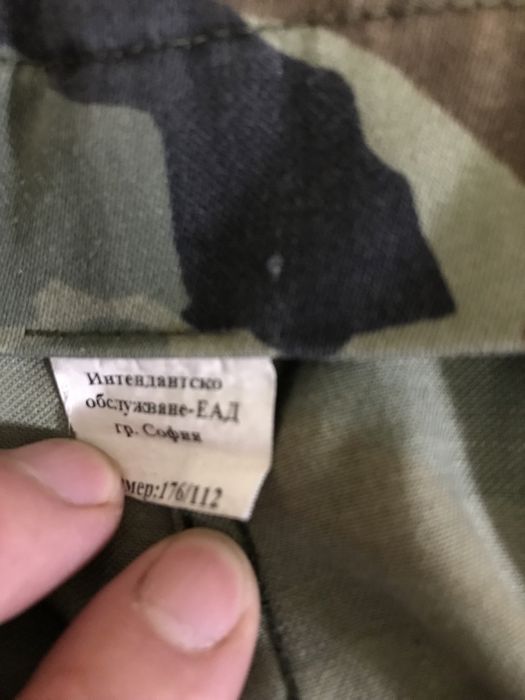 Интендантско
обслужване-ЕАД
гр. София
мер:176/112